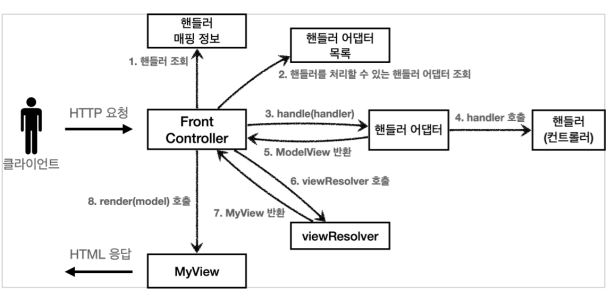 핸들러
매핑 정보
핸들러 어댑터
목록
1. 핸들러 조회
2. 핸들러를 처리할 수 있는 핸들러 어댑터 조회
HTTP 요청
클라이언트
Front
Controller
3. handle(handler)
핸들러 어댑터
4. handler 호출
핸들러
(컨트롤러)
5. ModelView 반환
6. viewResolver 호출
7. MyView 반환
8. render(model) 호출
viewResolver
HTML 응답
MyView